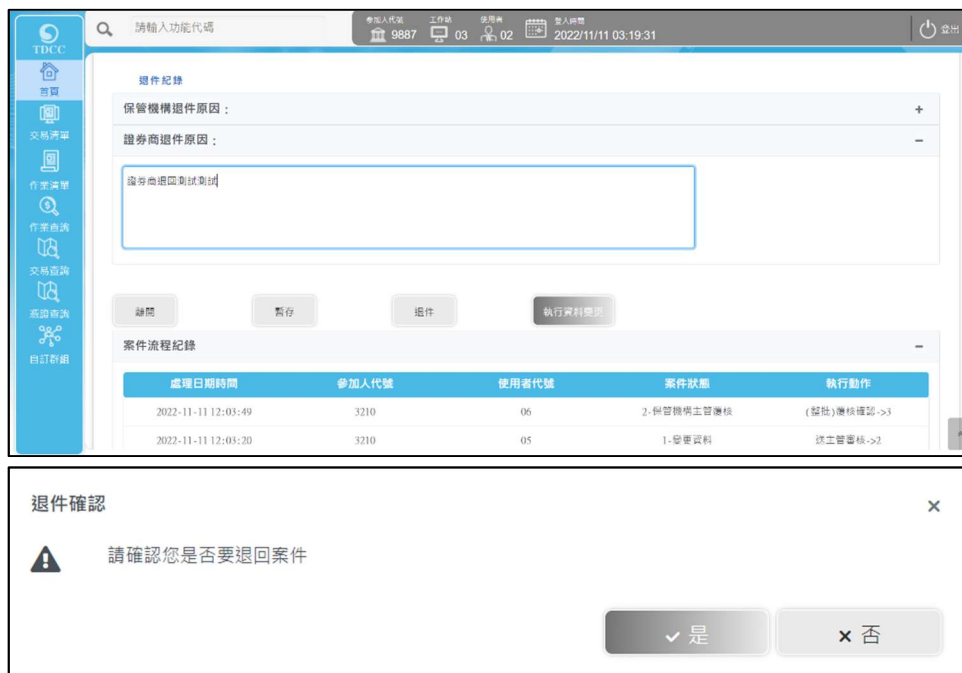 TDCC
請輸入功能代碼
參加人代號 9887
工作站 03
使用者 02
登入時間 2022/11/11 03:19:31
登出
首頁
交易清單
作業清單
作業查詢
交易查詢
憑證查詢
自訂群組
退件紀錄
保管機構退件原因：
+
證券商退件原因：
−
證券商退回測試測試
離開 暫存 退件 執行資料變更
案件流程紀錄
−
處理日期時間 參加人代號 使用者代號 案件狀態 執行動作
2022-11-11 12:03:49 3210 06 2-保管機構主管覆核 (整批)覆核確認->3
2022-11-11 12:03:20 3210 05 1-變更資料 送主管審核->2
退件確認
×
請確認您是否要退回案件
是
× 否